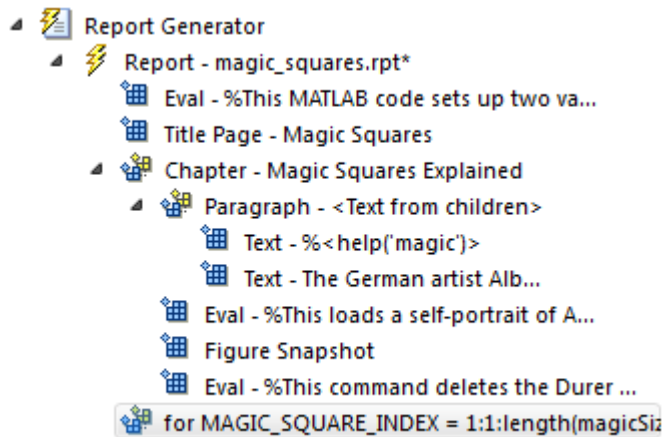 Report Generator
Report - magic_squares.rpt*
Eval - %This MATLAB code sets up two va...
Title Page - Magic Squares
Chapter - Magic Squares Explained
Paragraph - <Text from children>
Text - %<help('magic')>
Text - The German artist Alb...
Eval - %This loads a self-portrait of A...
Figure Snapshot
Eval - %This command deletes the Durer ...
for MAGIC_SQUARE_INDEX = 1:1:length(magicSiz